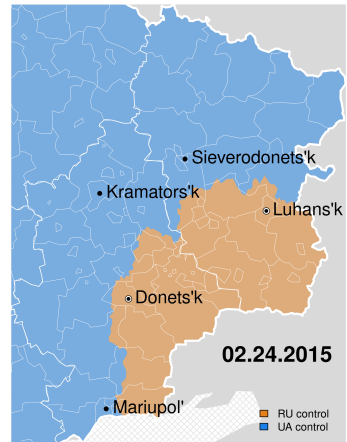 Sieverodonets'k
Kramators'k
Luhans'k
Donets'k
02.24.2015
Mariupol'
RU control
UA control